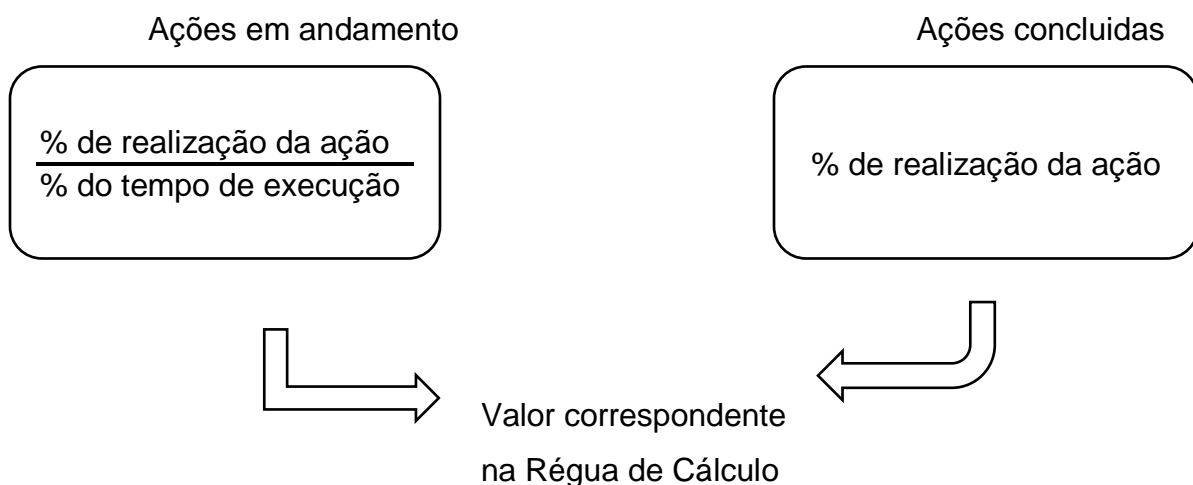 Ações em andamento
Ações concluidas
% de realização da ação
% do tempo de execução
% de realização da ação
Valor correspondente
na Régua de Cálculo